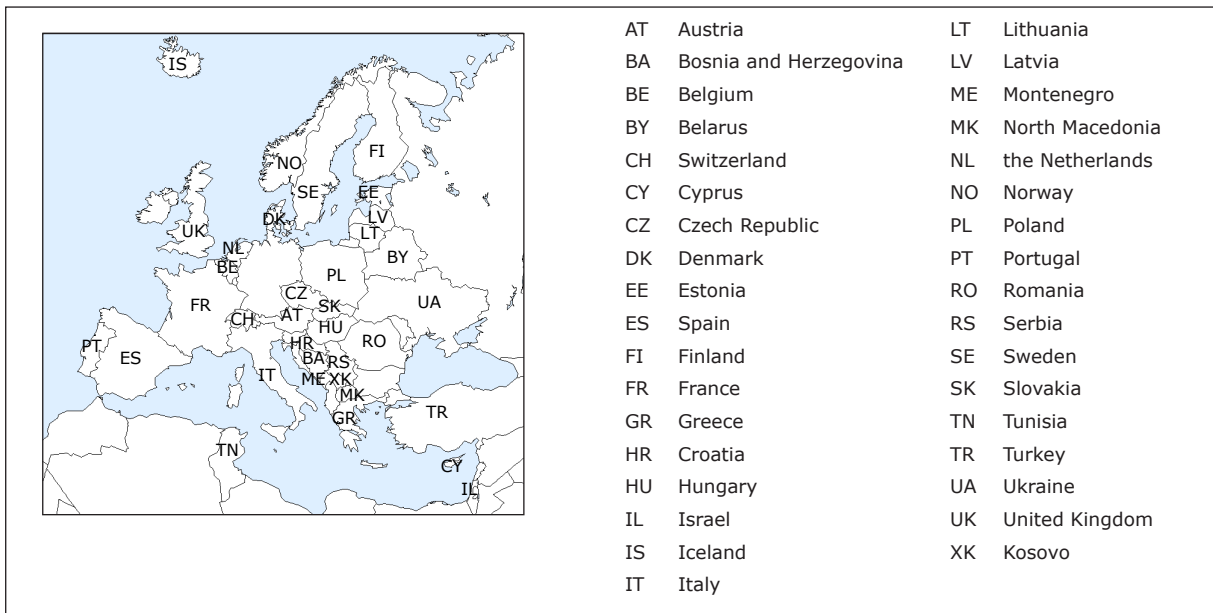 IS
NO
FI
SE
EE
DK
LV
LT
UK
NL
BE
BY
PL
CZ
FR
SK
UA
AT
CH
HU
HR
RO
PT
ES
BA
RS
IT
ME
XK
MK
GR
TR
TN
CY
IL
AT Austria
BA Bosnia and Herzegovina
BE Belgium
BY Belarus
CH Switzerland
CY Cyprus
CZ Czech Republic
DK Denmark
EE Estonia
ES Spain
FI Finland
FR France
GR Greece
HR Croatia
HU Hungary
IL Israel
IS Iceland
IT Italy
LT Lithuania
LV Latvia
ME Montenegro
MK North Macedonia
NL the Netherlands
NO Norway
PL Poland
PT Portugal
RO Romania
RS Serbia
SE Sweden
SK Slovakia
TN Tunisia
TR Turkey
UA Ukraine
UK United Kingdom
XK Kosovo